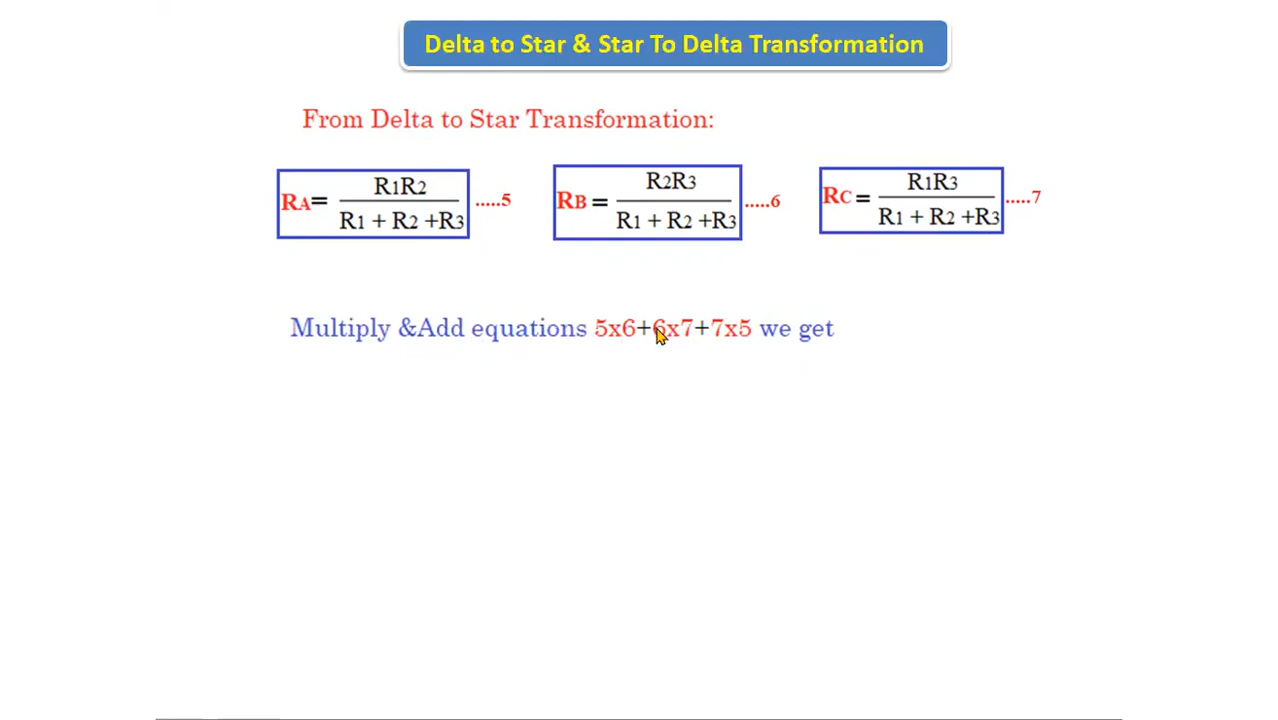 Delta to Star & Star To Delta Transformation
From Delta to Star Transformation:
RA= R1R2 / R1 + R2 +R3 .....5
RB = R2R3 / R1 + R2 +R3 .....6
RC = R1R3 / R1 + R2 +R3 .....7
Multiply &Add equations 5x6+6x7+7x5 we get